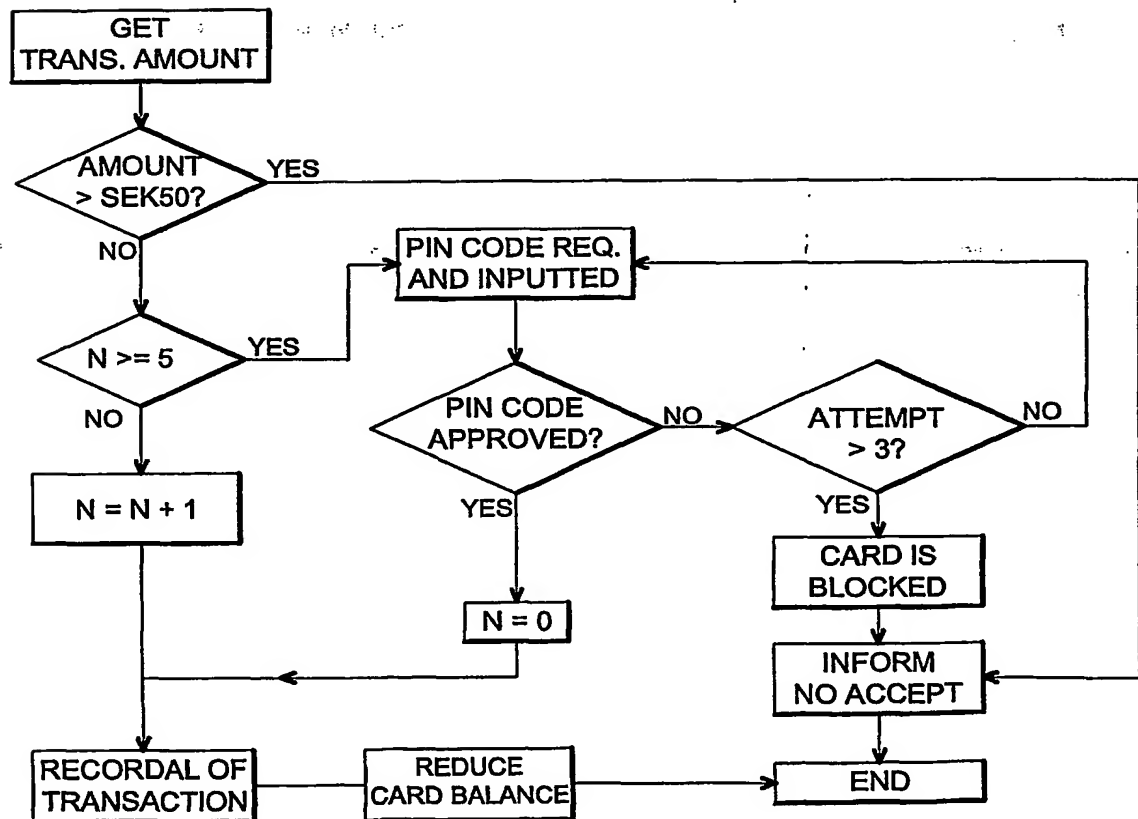 GET
TRANS. AMOUNT
AMOUNT
> SEK50?
YES
NO
PIN CODE REQ.
AND INPUTTED
N >= 5
YES
NO
PIN CODE
APPROVED?
NO
YES
ATTEMPT
> 3?
NO
YES
N = N + 1
CARD IS
BLOCKED
N = 0
INFORM
NO ACCEPT
RECORDAL OF
TRANSACTION
REDUCE
CARD BALANCE
END